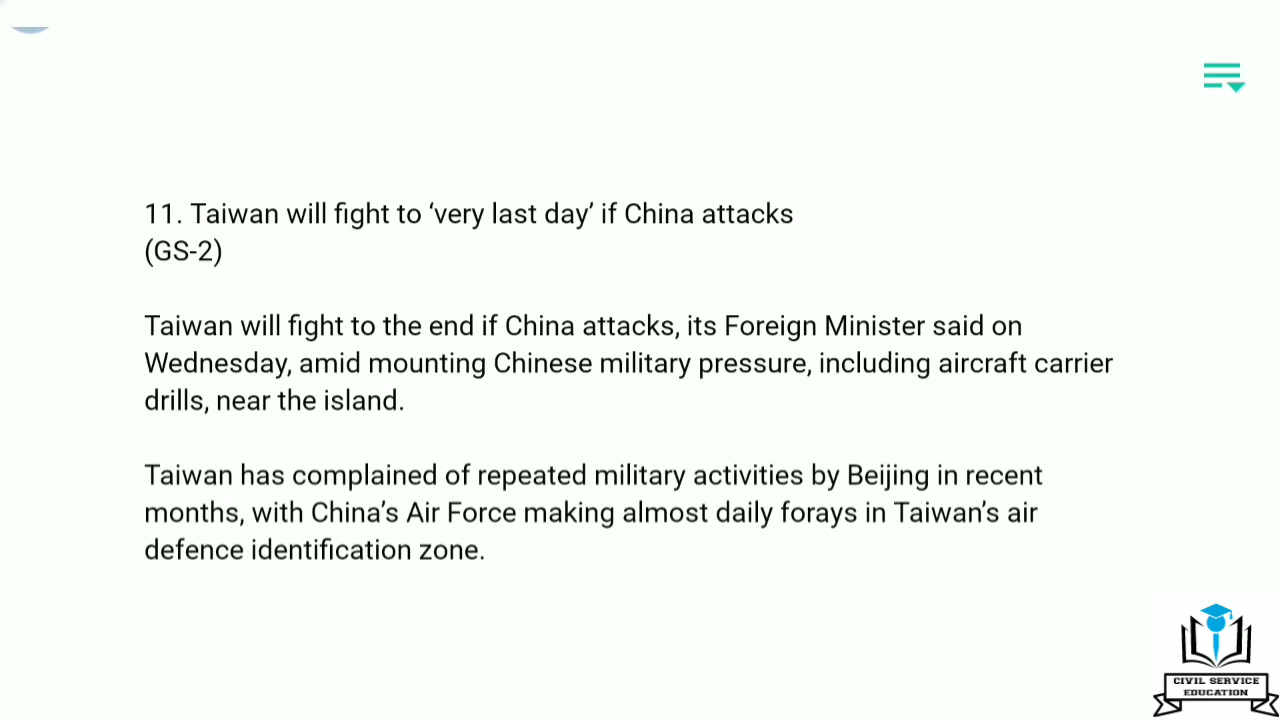 11. Taiwan will fight to ‘very last day’ if China attacks
(GS-2)
Taiwan will fight to the end if China attacks, its Foreign Minister said on
Wednesday, amid mounting Chinese military pressure, including aircraft carrier
drills, near the island.
Taiwan has complained of repeated military activities by Beijing in recent
months, with China’s Air Force making almost daily forays in Taiwan’s air
defence identification zone.
CIVIL SERVICE
EDUCATION